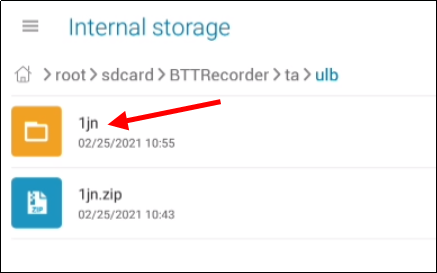 Internal storage
root > sdcard > BTTRecorder > ta > ulb
1jn
02/25/2021 10:55
1jn.zip
02/25/2021 10:43
ZIP